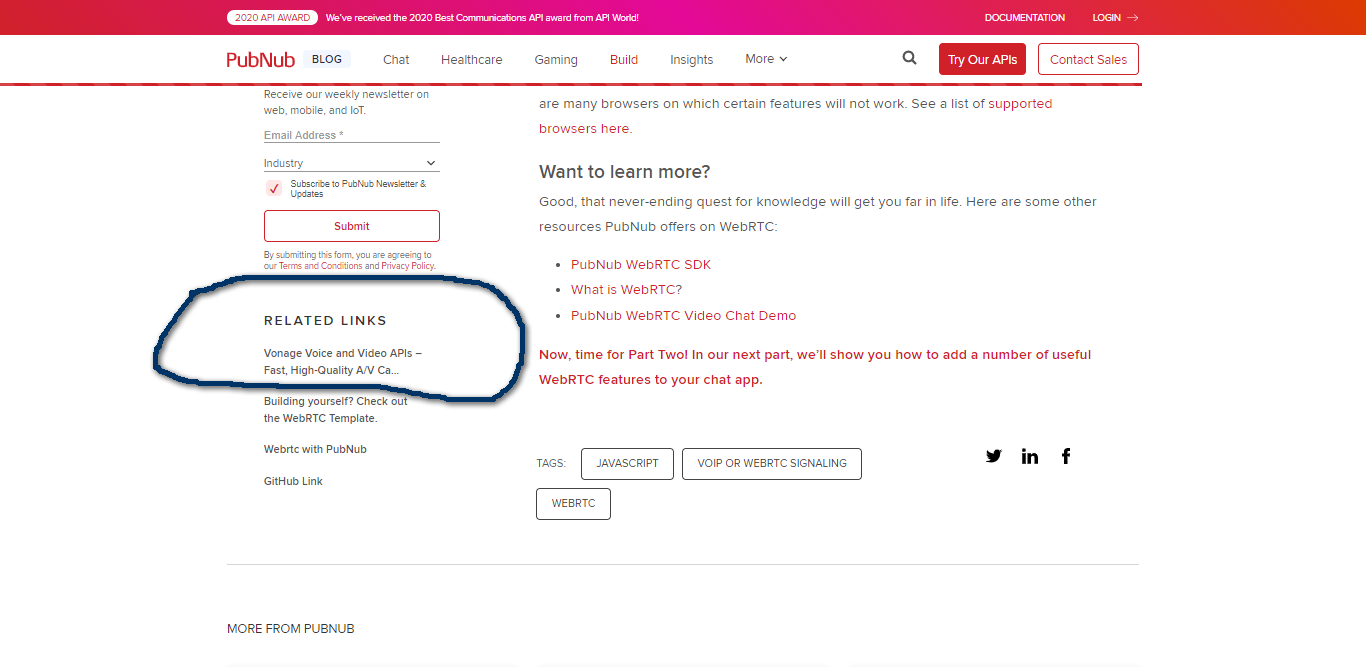 2020 API AWARD We've received the 2020 Best Communications API award from API World! DOCUMENTATION LOGIN
PubNub BLOG Chat Healthcare Gaming Build Insights More Try Our APIs Contact Sales
Receive our weekly newsletter on
web, mobile, and IoT.
Email Address *
Industry
Subscribe to PubNub Newsletter &
Updates
Submit
By submitting this form, you are agreeing to
our Terms and Conditions and Privacy Policy.
RELATED LINKS
Vonage Voice and Video APIs –
Fast, High-Quality A/V Ca...
Building yourself? Check out
the WebRTC Template.
Webrtc with PubNub
GitHub Link
are many browsers on which certain features will not work. See a list of supported
browsers here.
Want to learn more?
Good, that never-ending quest for knowledge will get you far in life. Here are some other
resources PubNub offers on WebRTC:
PubNub WebRTC SDK
What is WebRTC?
PubNub WebRTC Video Chat Demo
Now, time for Part Two! In our next part, we'll show you how to add a number of useful
WebRTC features to your chat app.
TAGS: JAVASCRIPT VOIP OR WEBRTC SIGNALING
WEBRTC
MORE FROM PUBNUB